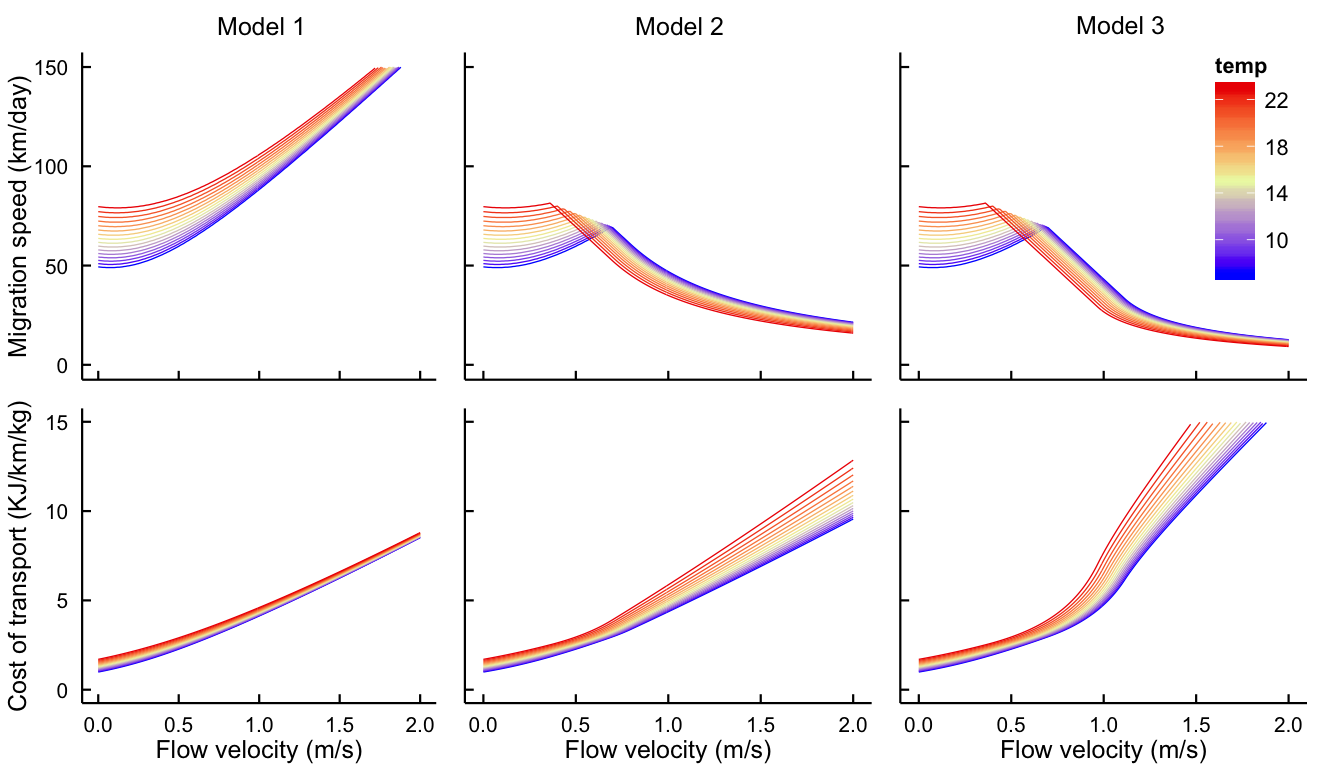 Model 1
Model 2
Model 3
Migration speed (km/day)
150
100
50
0
temp
22
18
14
10
Cost of transport (KJ/km/kg)
15
10
5
0
0.0 0.5 1.0 1.5 2.0
0.0 0.5 1.0 1.5 2.0
0.0 0.5 1.0 1.5 2.0
Flow velocity (m/s)
Flow velocity (m/s)
Flow velocity (m/s)